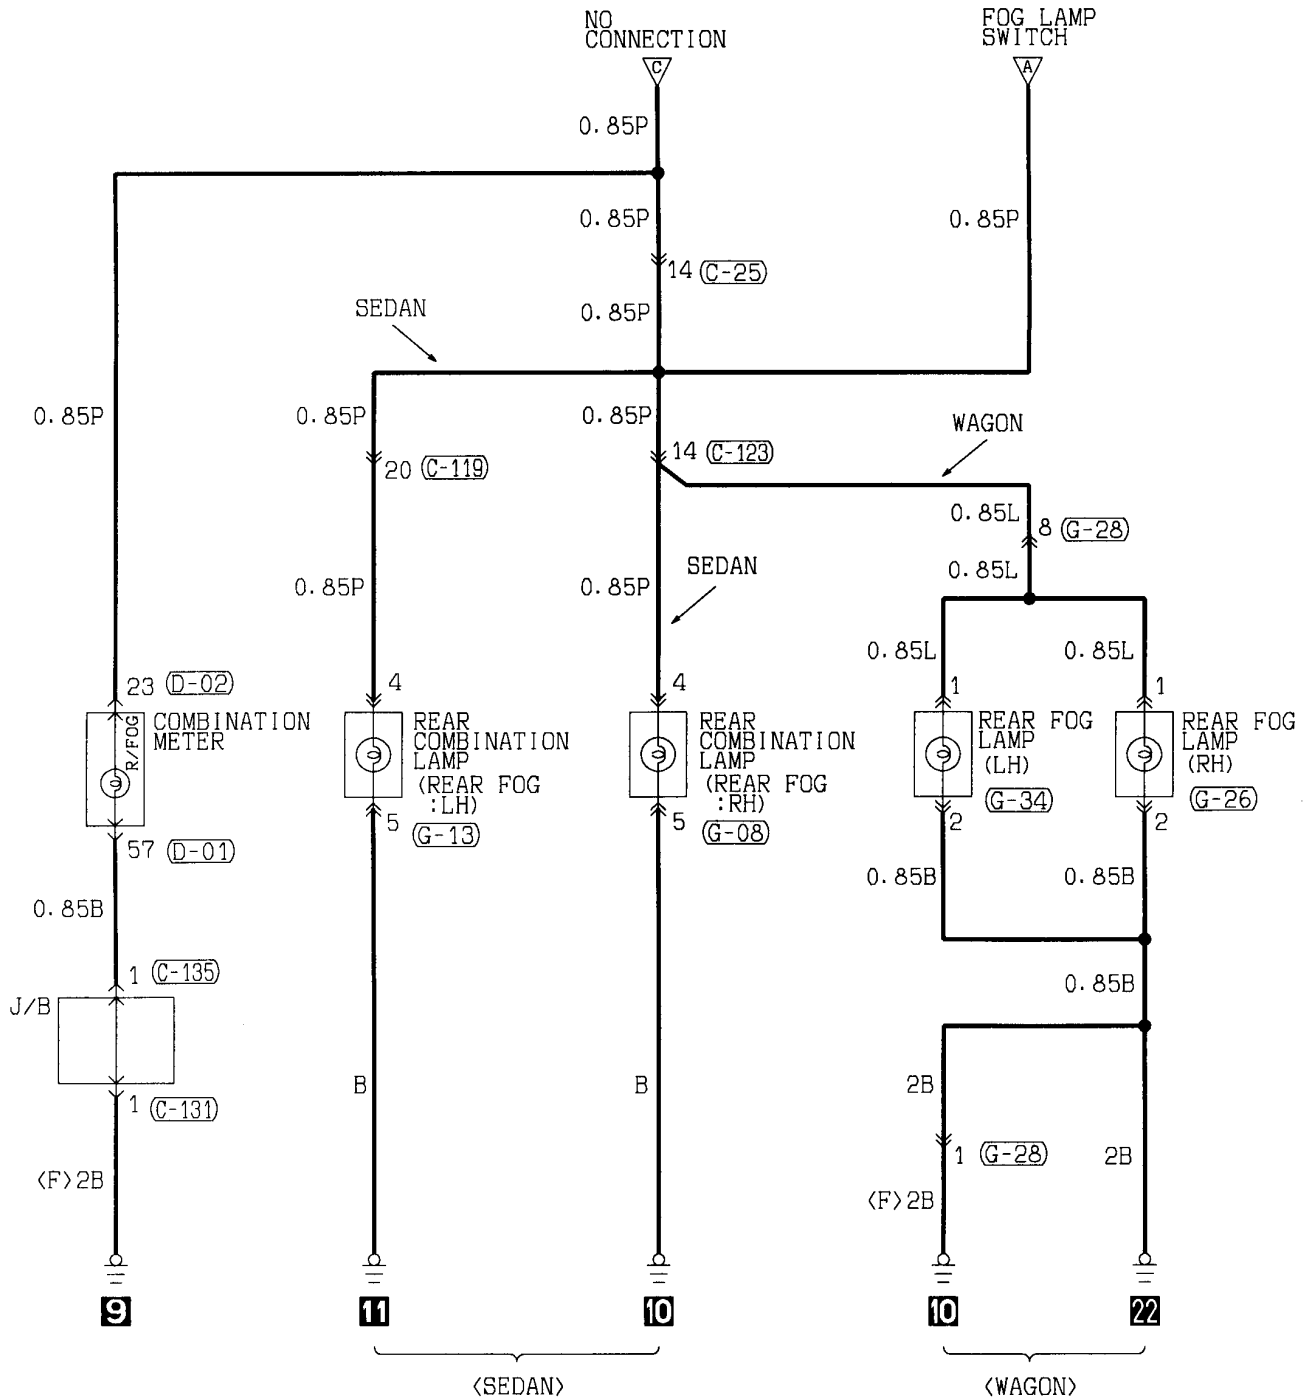 NO
CONNECTION
FOG LAMP
SWITCH
C
A
0.85P
0.85P
0.85P
14 C-25
SEDAN
0.85P
0.85P
0.85P
0.85P
WAGON
14 C-123
20 C-119
0.85L
8 G-28
SEDAN
0.85L
0.85P
0.85P
0.85L
0.85L
23 D-02
4
4
1
1
R/FOG
COMBINATION
METER
REAR
COMBINATION
LAMP
(REAR FOG
:LH)
REAR
COMBINATION
LAMP
(REAR FOG
:RH)
REAR FOG
LAMP
(LH)
REAR FOG
LAMP
(RH)
G-34
G-26
5
G-13
5
G-08
2
2
57 D-01
0.85B
0.85B
0.85B
1 C-135
0.85B
J/B
B
B
2B
1 C-131
1 G-28
2B
<F>2B
<F>2B
9
11
10
10
22
<SEDAN>
<WAGON>